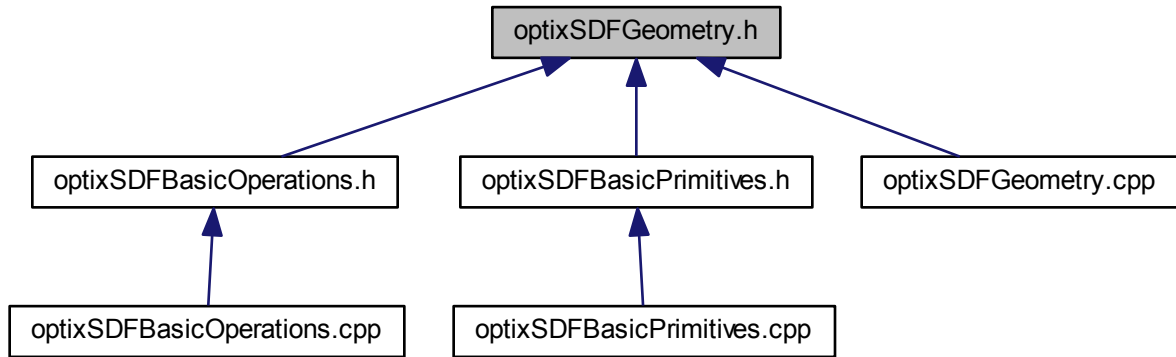 optixSDFGeometry.h
optixSDFBasicOperations.h
optixSDFBasicPrimitives.h
optixSDFGeometry.cpp
optixSDFBasicOperations.cpp
optixSDFBasicPrimitives.cpp